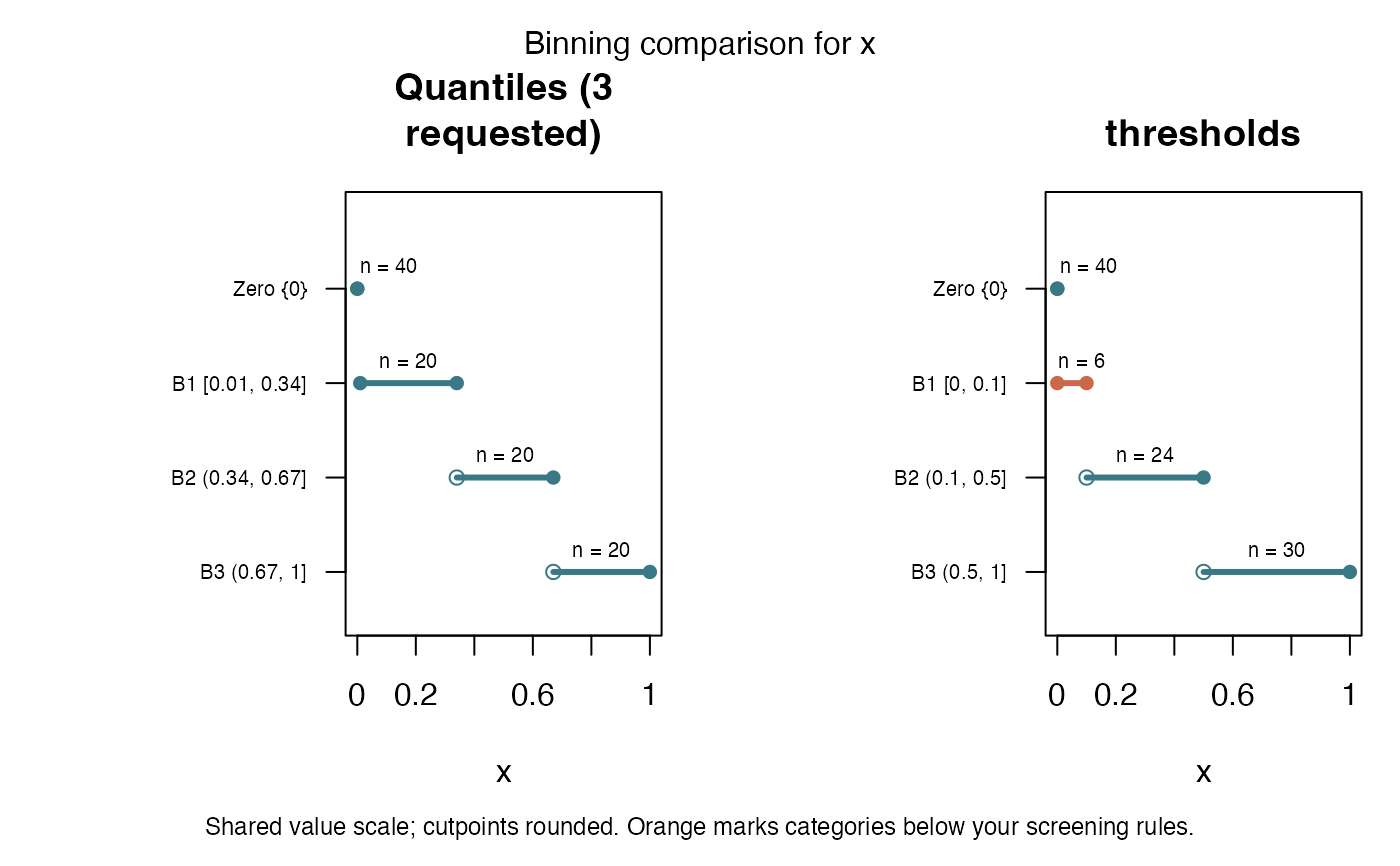 Binning comparison for x
Quantiles (3
requested)
n = 40
Zero {0}
n = 20
B1 [0.01, 0.34]
n = 20
B2 (0.34, 0.67]
n = 20
B3 (0.67, 1]
0 0.2 0.6 1
x
thresholds
n = 40
Zero {0}
n = 6
B1 [0, 0.1]
n = 24
B2 (0.1, 0.5]
n = 30
B3 (0.5, 1]
0 0.2 0.6 1
x
Shared value scale; cutpoints rounded. Orange marks categories below your screening rules.